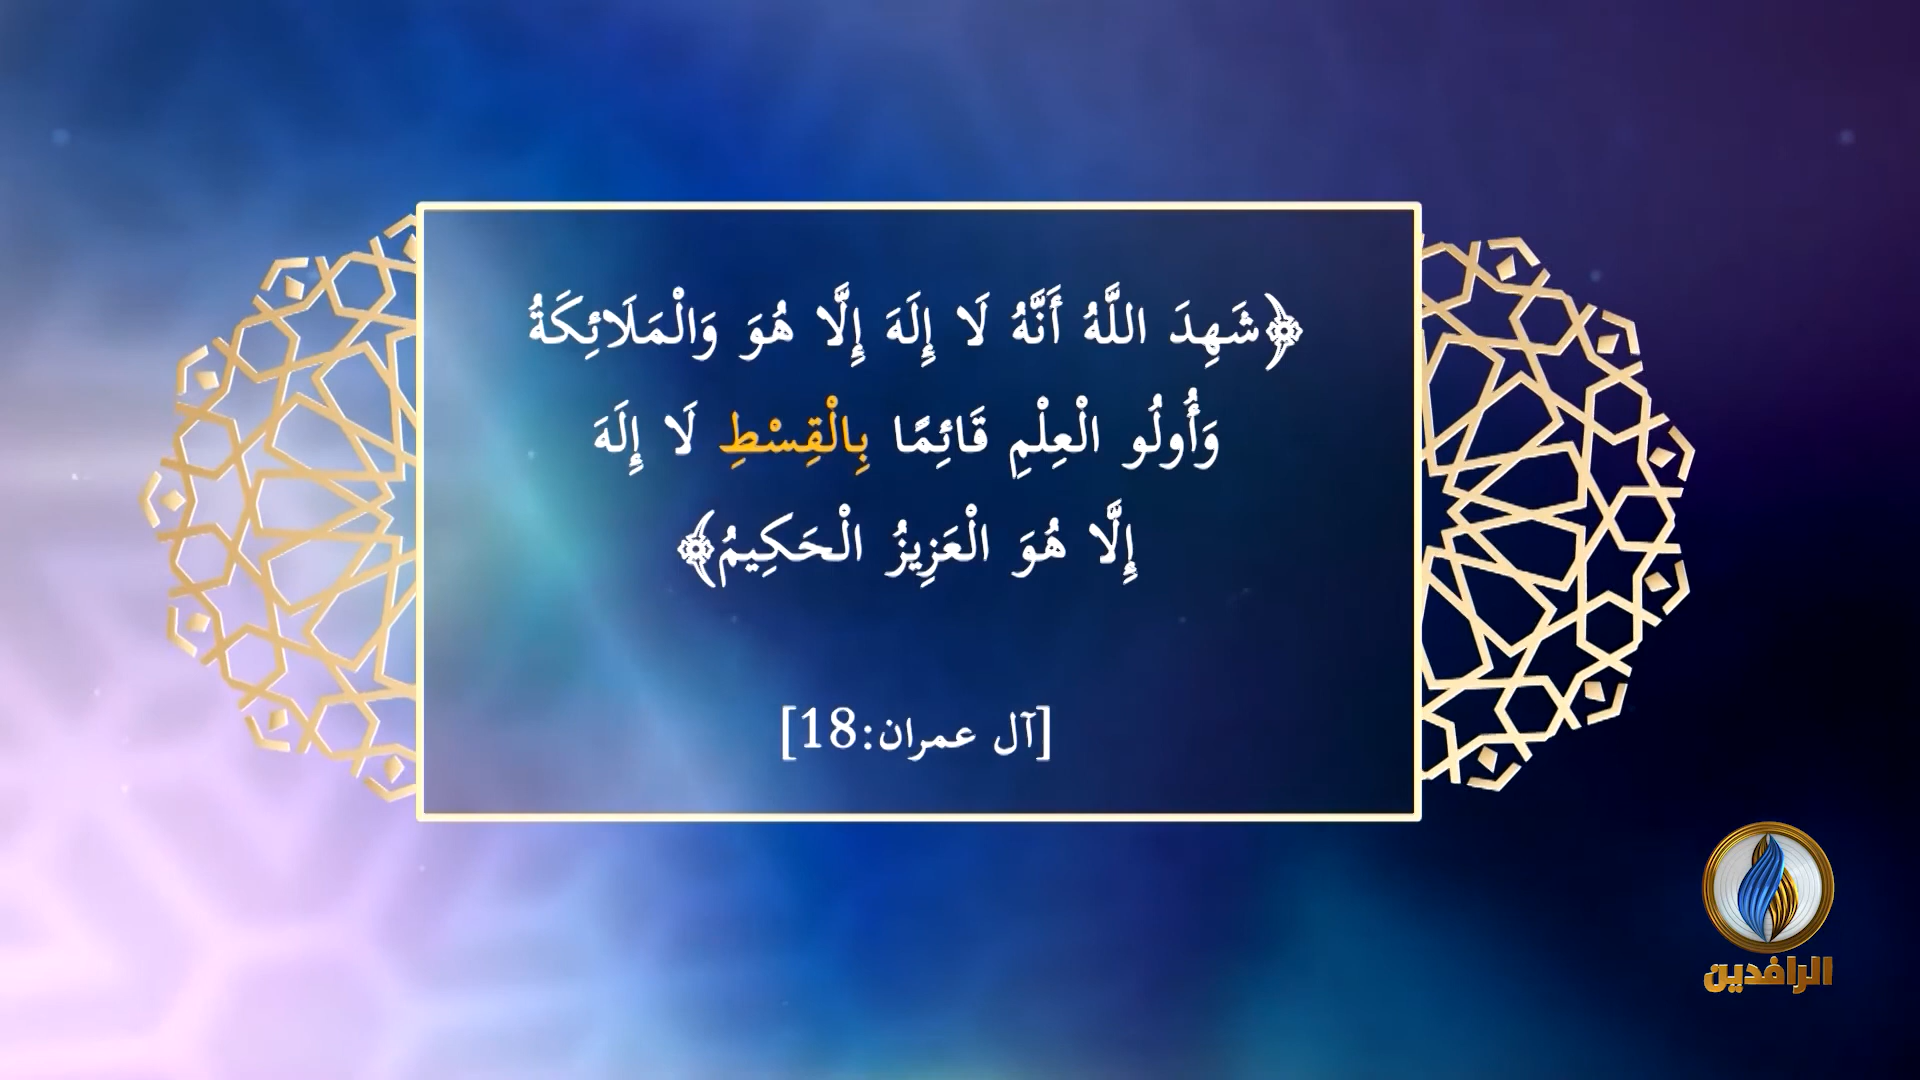 ﴿شَهِدَ اللَّهُ أَنَّهُ لَا إِلَهَ إِلَّا هُوَ وَالْمَلَائِكَةُ
وَأُولُو الْعِلْمِ قَائِمًا بِالْقِسْطِ لَا إِلَهَ
إِلَّا هُوَ الْعَزِيزُ الْحَكِيمُ﴾
[آل عمران:18]
الرافدين